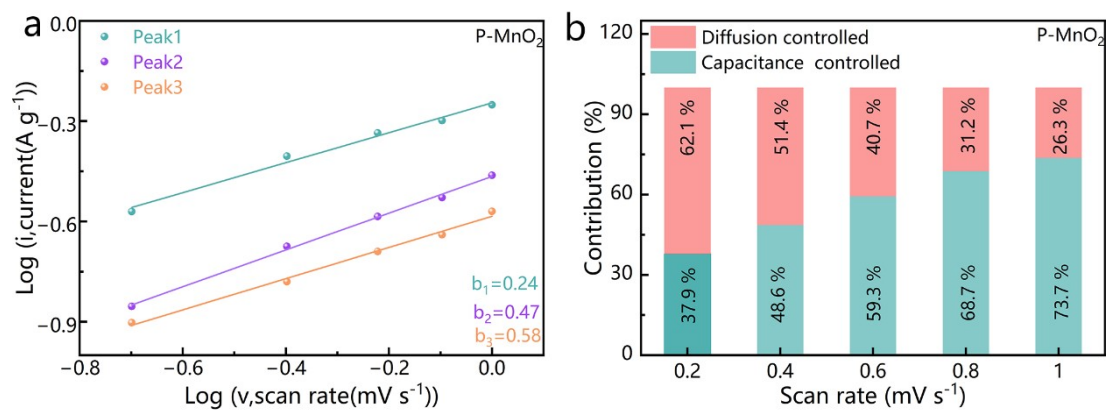 a
0.0
−0.3
−0.6
−0.9
Log (i,current(A g⁻¹))
Peak1
Peak2
Peak3
P-MnO₂
b₁=0.24
b₂=0.47
b₃=0.58
−0.8
−0.6
−0.4
−0.2
0.0
Log (v,scan rate(mV s⁻¹))
b
120
90
60
30
0
Contribution (%)
Diffusion controlled
Capacitance controlled
P-MnO₂
62.1 %
51.4 %
40.7 %
31.2 %
26.3 %
37.9 %
48.6 %
59.3 %
68.7 %
73.7 %
0.2
0.4
0.6
0.8
1
Scan rate (mV s⁻¹)